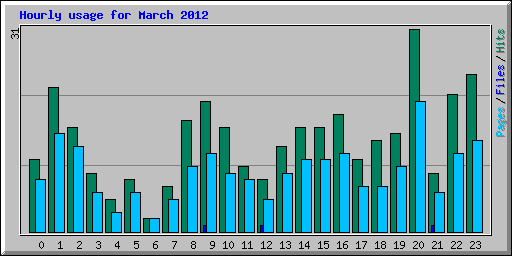 Hourly usage for March 2012
31
Pages/Files/Hits
0 1 2 3 4 5 6 7 8 9 10 11 12 13 14 15 16 17 18 19 20 21 22 23